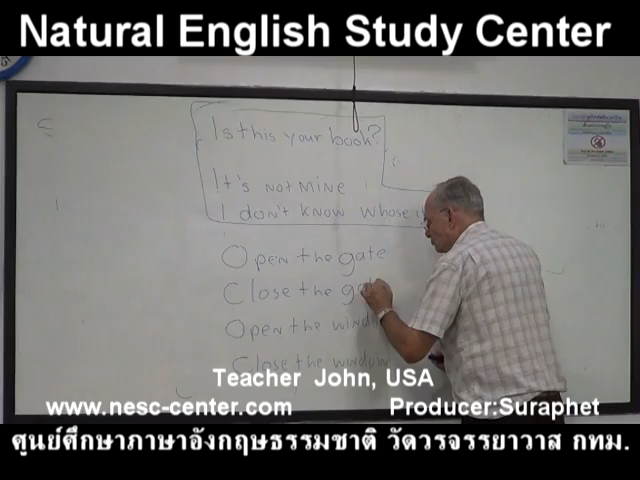 Natural English Study Center
Is this your book?
It's not mine
I don't know whose
Open the gate
Close the
Open the
Close the window
Teacher John, USA
www.nesc-center.com Producer:Suraphet
ศูนย์ศึกษาภาษาอังกฤษธรรมชาติ วัดวรจรรยาวาส กทม.